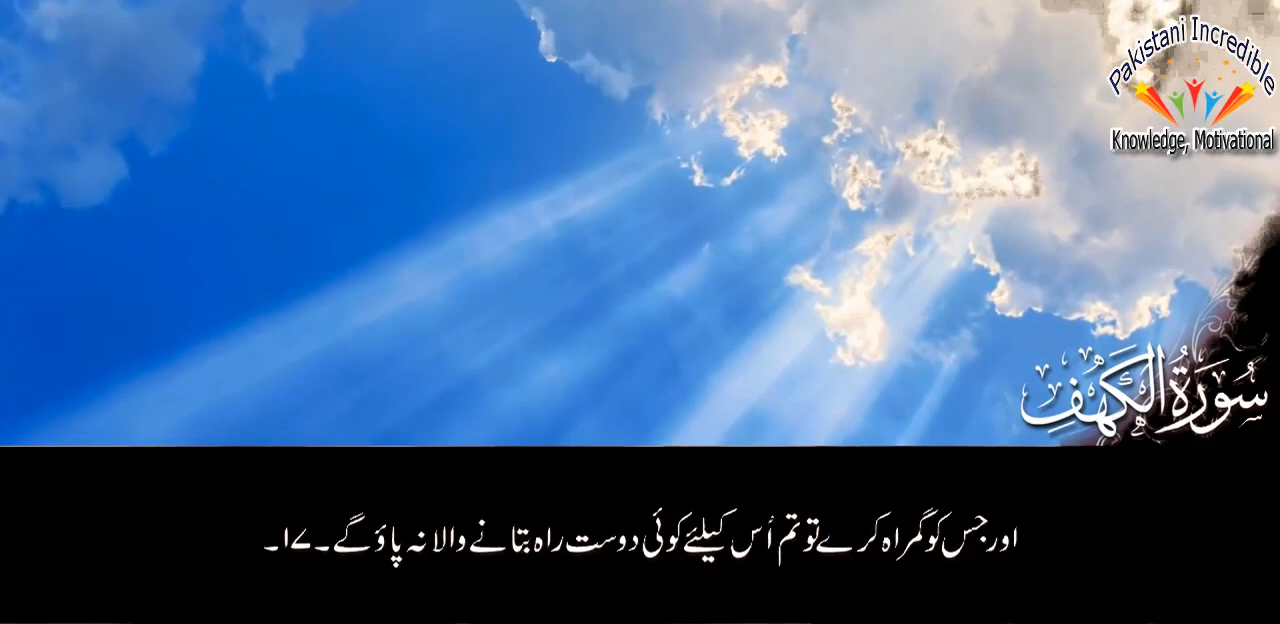 Pakistani Incredible
Knowledge, Motivational
سُورَةُ الْكَهْفِ
اور جس کو گمراہ کرے تو تم اُس کیلئے کوئی دوست راہ بتانے والا نہ پاؤ گے۔۱۷۔